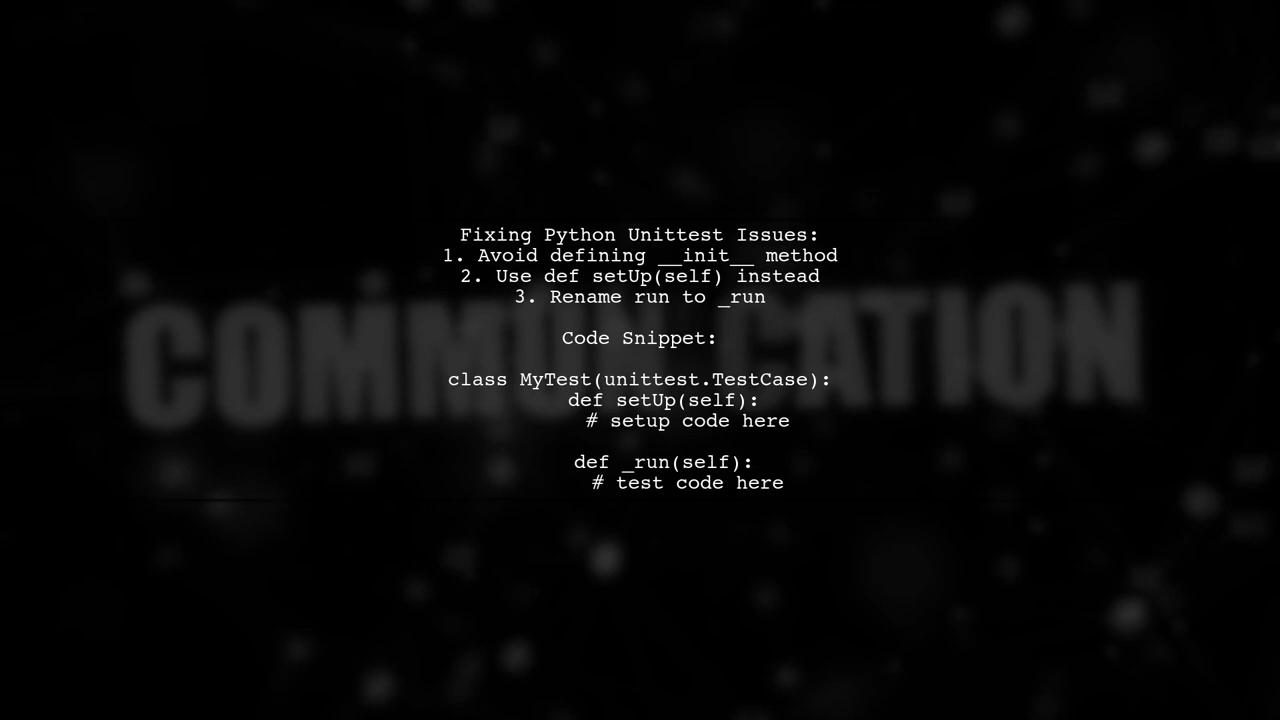 Fixing Python Unittest Issues:
1. Avoid defining __init__ method
2. Use def setUp(self) instead
3. Rename run to _run
COMMUNICATION
Code Snippet:
class MyTest(unittest.TestCase):
def setUp(self):
# setup code here
def _run(self):
# test code here